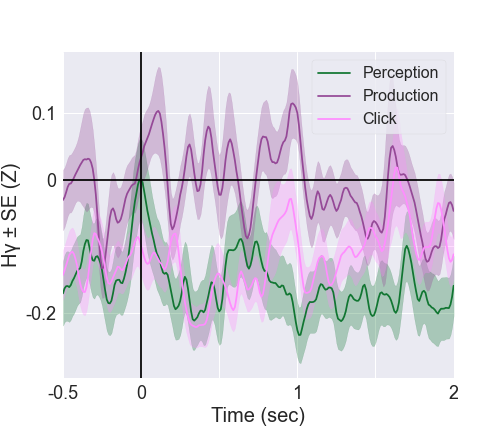 Perception
Production
Click
0.1
0
-0.2
Hγ ± SE (Z)
-0.5
0
1
2
Time (sec)